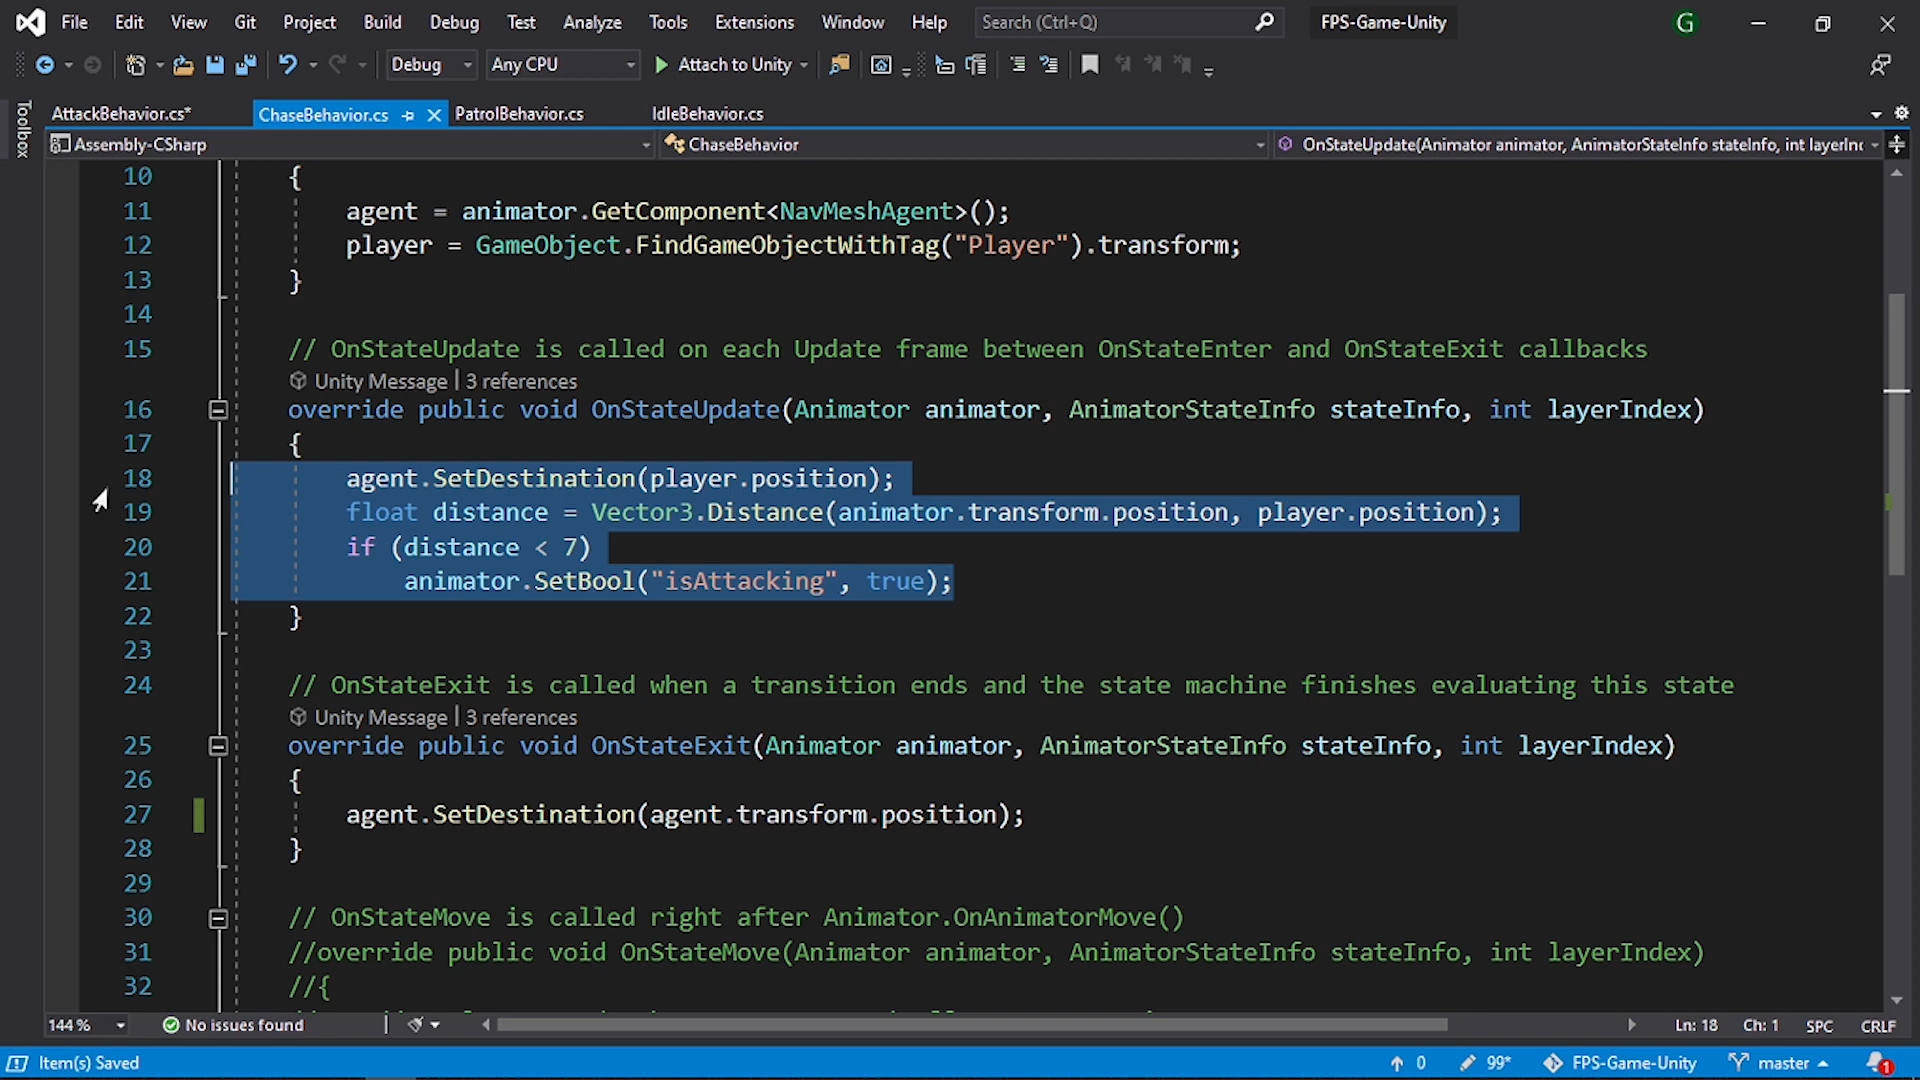 File Edit View Git Project Build Debug Test Analyze Tools Extensions Window Help Search (Ctrl+Q) FPS-Game-Unity G
Debug Any CPU Attach to Unity
Toolbox
AttackBehavior.cs* ChaseBehavior.cs PatrolBehavior.cs IdleBehavior.cs
Assembly-CSharp ChaseBehavior OnStateUpdate(Animator animator, AnimatorStateInfo stateInfo, int layerInd
10 {
11 agent = animator.GetComponent<NavMeshAgent>();
12 player = GameObject.FindGameObjectWithTag("Player").transform;
13 }
14
15 // OnStateUpdate is called on each Update frame between OnStateEnter and OnStateExit callbacks
Unity Message | 3 references
16 override public void OnStateUpdate(Animator animator, AnimatorStateInfo stateInfo, int layerIndex)
17 {
18 agent.SetDestination(player.position);
19 float distance = Vector3.Distance(animator.transform.position, player.position);
20 if (distance < 7)
21 animator.SetBool("isAttacking", true);
22 }
23
24 // OnStateExit is called when a transition ends and the state machine finishes evaluating this state
Unity Message | 3 references
25 override public void OnStateExit(Animator animator, AnimatorStateInfo stateInfo, int layerIndex)
26 {
27 agent.SetDestination(agent.transform.position);
28 }
29
30 // OnStateMove is called right after Animator.OnAnimatorMove()
31 //override public void OnStateMove(Animator animator, AnimatorStateInfo stateInfo, int layerIndex)
32 //{
144 % No issues found Ln: 18 Ch: 1 SPC CRLF
Item(s) Saved 0 99* FPS-Game-Unity master 1